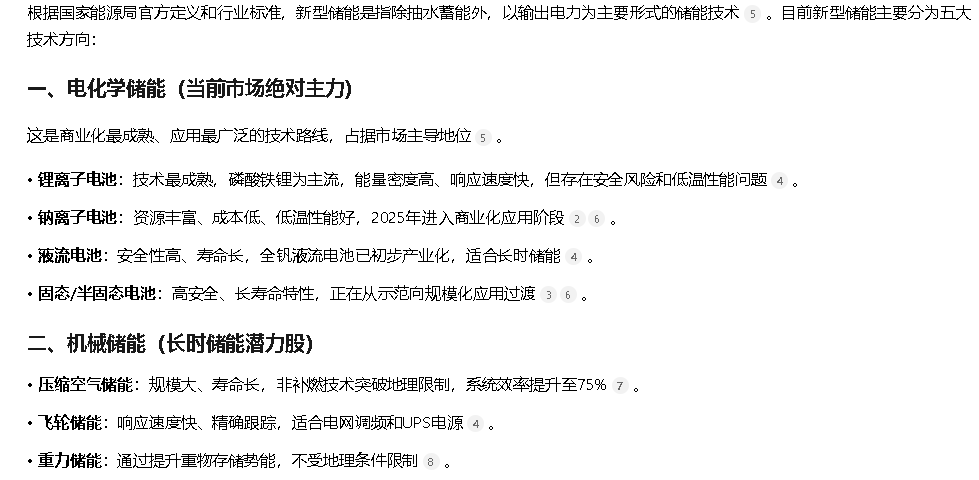 根据国家能源局官方定义和行业标准，新型储能是指除抽水蓄能外，以输出电力为主要形式的储能技术 5 。目前新型储能主要分为五大
技术方向：
一、电化学储能（当前市场绝对主力）
这是商业化最成熟、应用最广泛的技术路线，占据市场主导地位 5 。
• 锂离子电池：技术最成熟，磷酸铁锂为主流，能量密度高、响应速度快，但存在安全风险和低温性能问题 4 。
• 钠离子电池：资源丰富、成本低、低温性能好，2025年进入商业化应用阶段 2 6 。
• 液流电池：安全性高、寿命长，全钒液流电池已初步产业化，适合长时储能 4 。
• 固态/半固态电池：高安全、长寿命特性，正在从示范向规模化应用过渡 3 6 。
二、机械储能（长时储能潜力股）
• 压缩空气储能：规模大、寿命长，非补燃技术突破地理限制，系统效率提升至75% 7 。
• 飞轮储能：响应速度快、精确跟踪，适合电网调频和UPS电源 4 。
• 重力储能：通过提升重物存储势能，不受地理条件限制 8 。